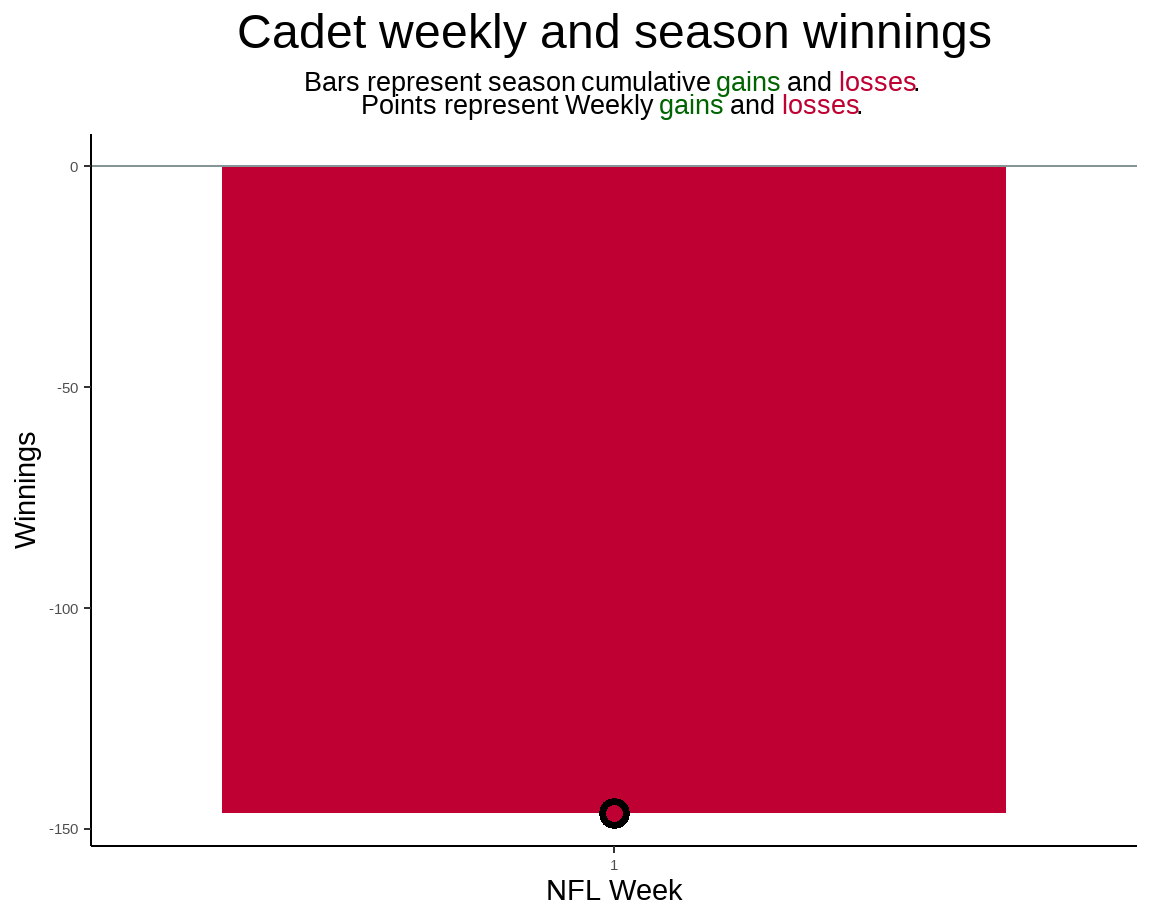 Cadet weekly and season winnings
Bars represent season cumulative gains and losses.
Points represent Weekly gains and losses.
0
-50
-100
-150
Winnings
1
NFL Week